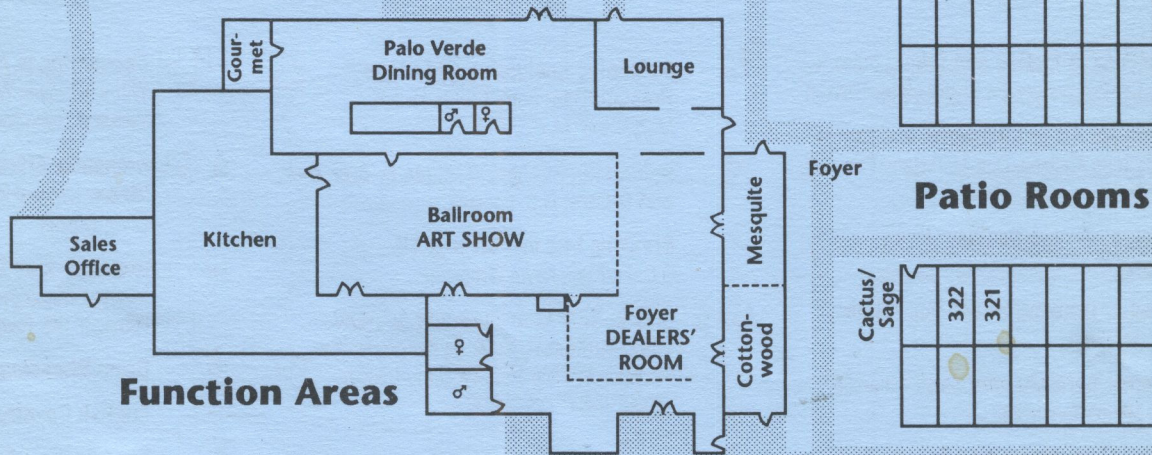 Gour-
met
Palo Verde
Dining Room
♂ ♀
Lounge
Foyer
Patio Rooms
Mesquite
Ballroom
ART SHOW
Kitchen
Sales
Office
Cactus/
Sage
322
321
Foyer
DEALERS'
ROOM
Cotton-
wood
♀
♂
Function Areas